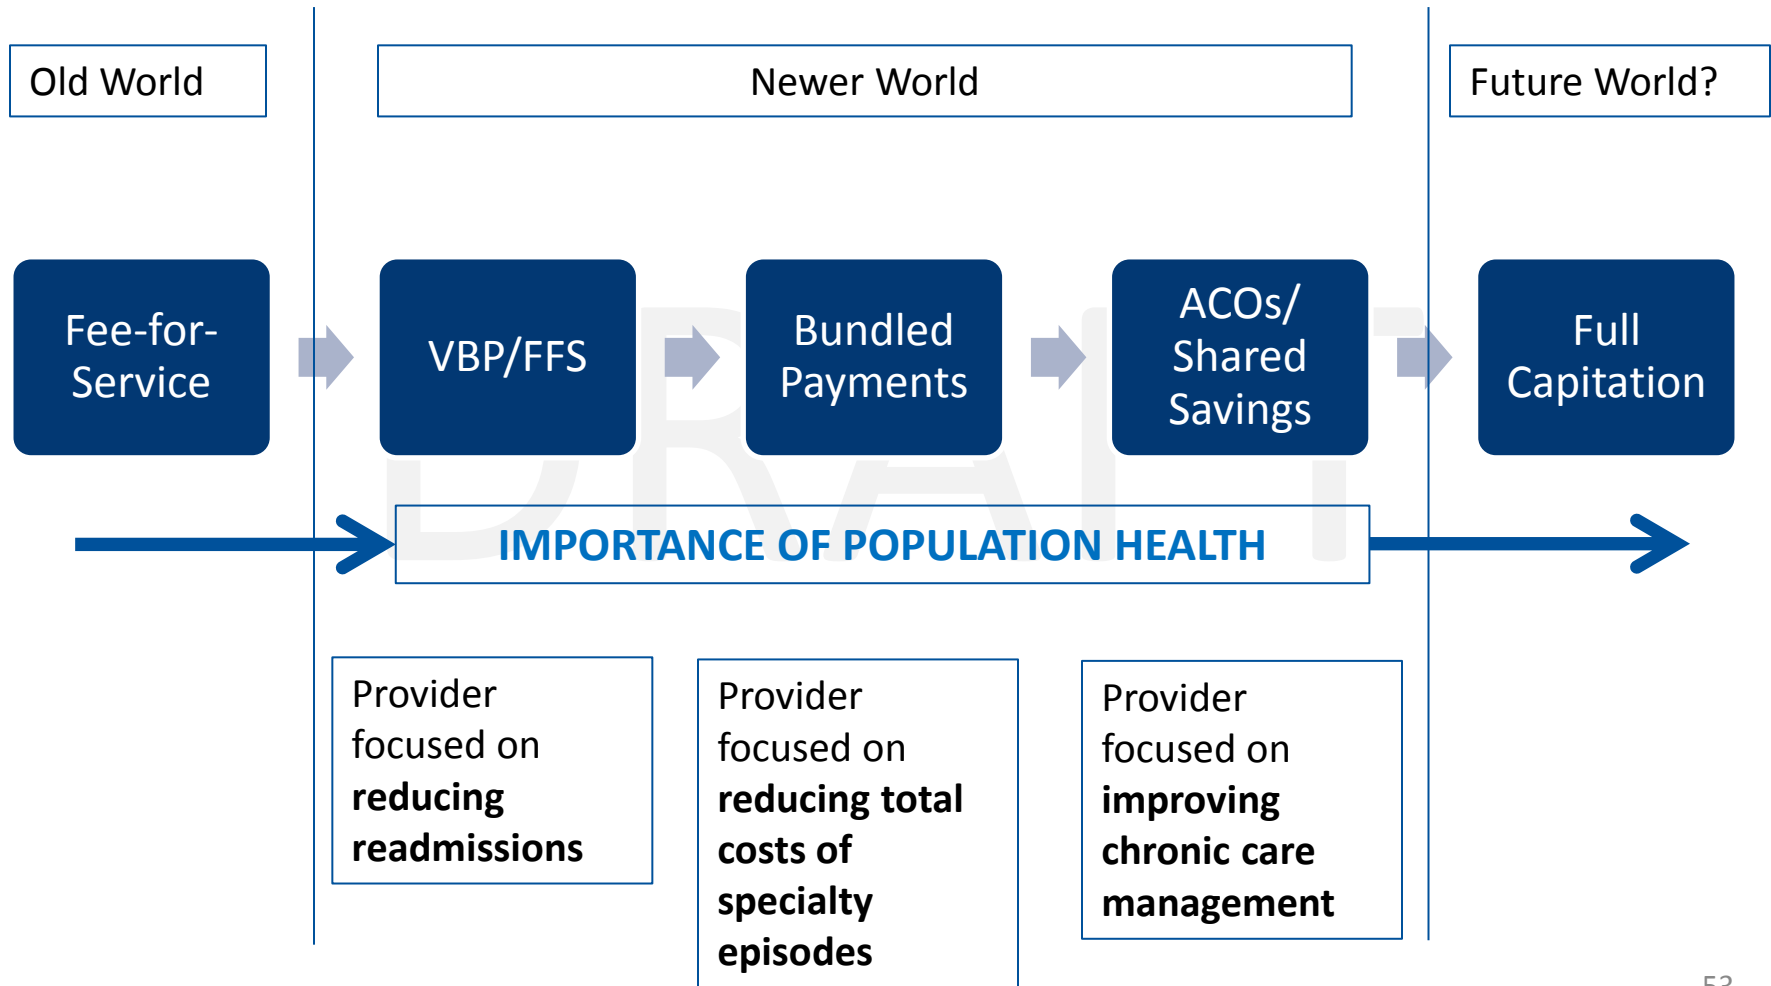 Old World
Newer World
Future World?
Fee-for-
Service
VBP/FFS
Bundled
Payments
ACOs/
Shared
Savings
Full
Capitation
DRAFT
IMPORTANCE OF POPULATION HEALTH
Provider
focused on
reducing
readmissions
Provider
focused on
reducing total
costs of
specialty
episodes
Provider
focused on
improving
chronic care
management
53